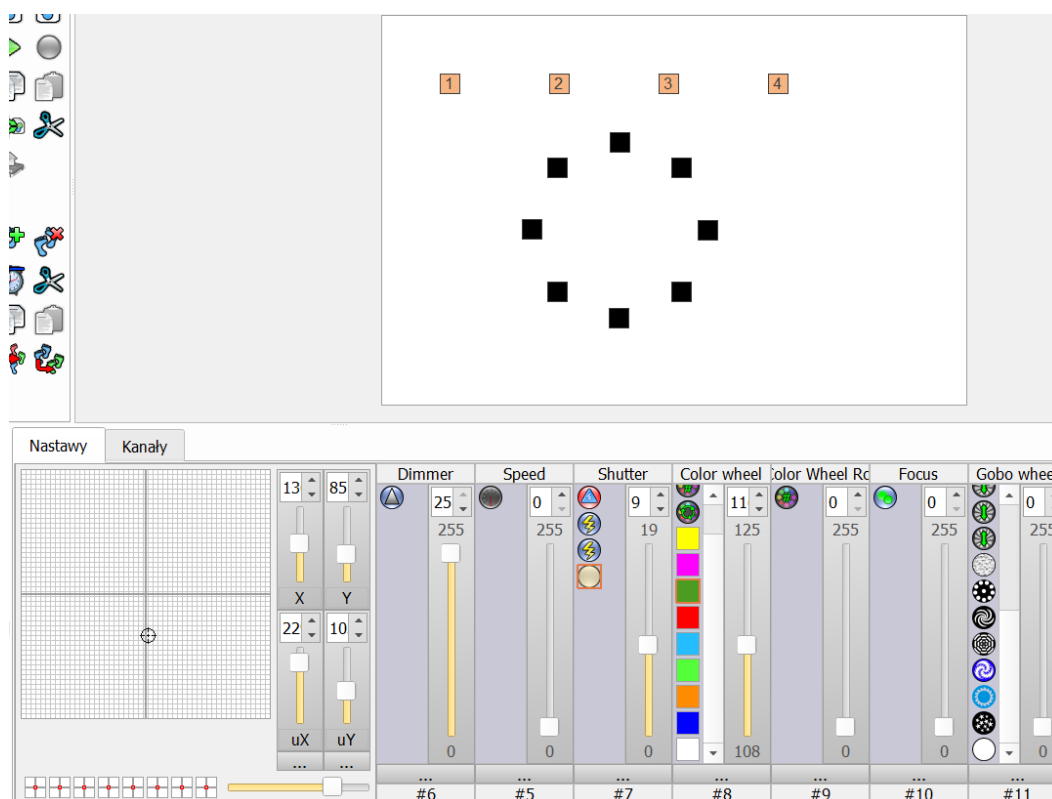 1 2 3 4
Nastawy Kanały
Dimmer Speed Shutter Color wheel Color Wheel Ro Focus Gobo whee
13 85 25 0 9 11 0 0 0
255 255 19 125 255 255 255
X Y
22 10
uX uY
0 0 0 108 0 0 0
... ... ... ... ... ... ... ... ...
#6 #5 #7 #8 #9 #10 #11